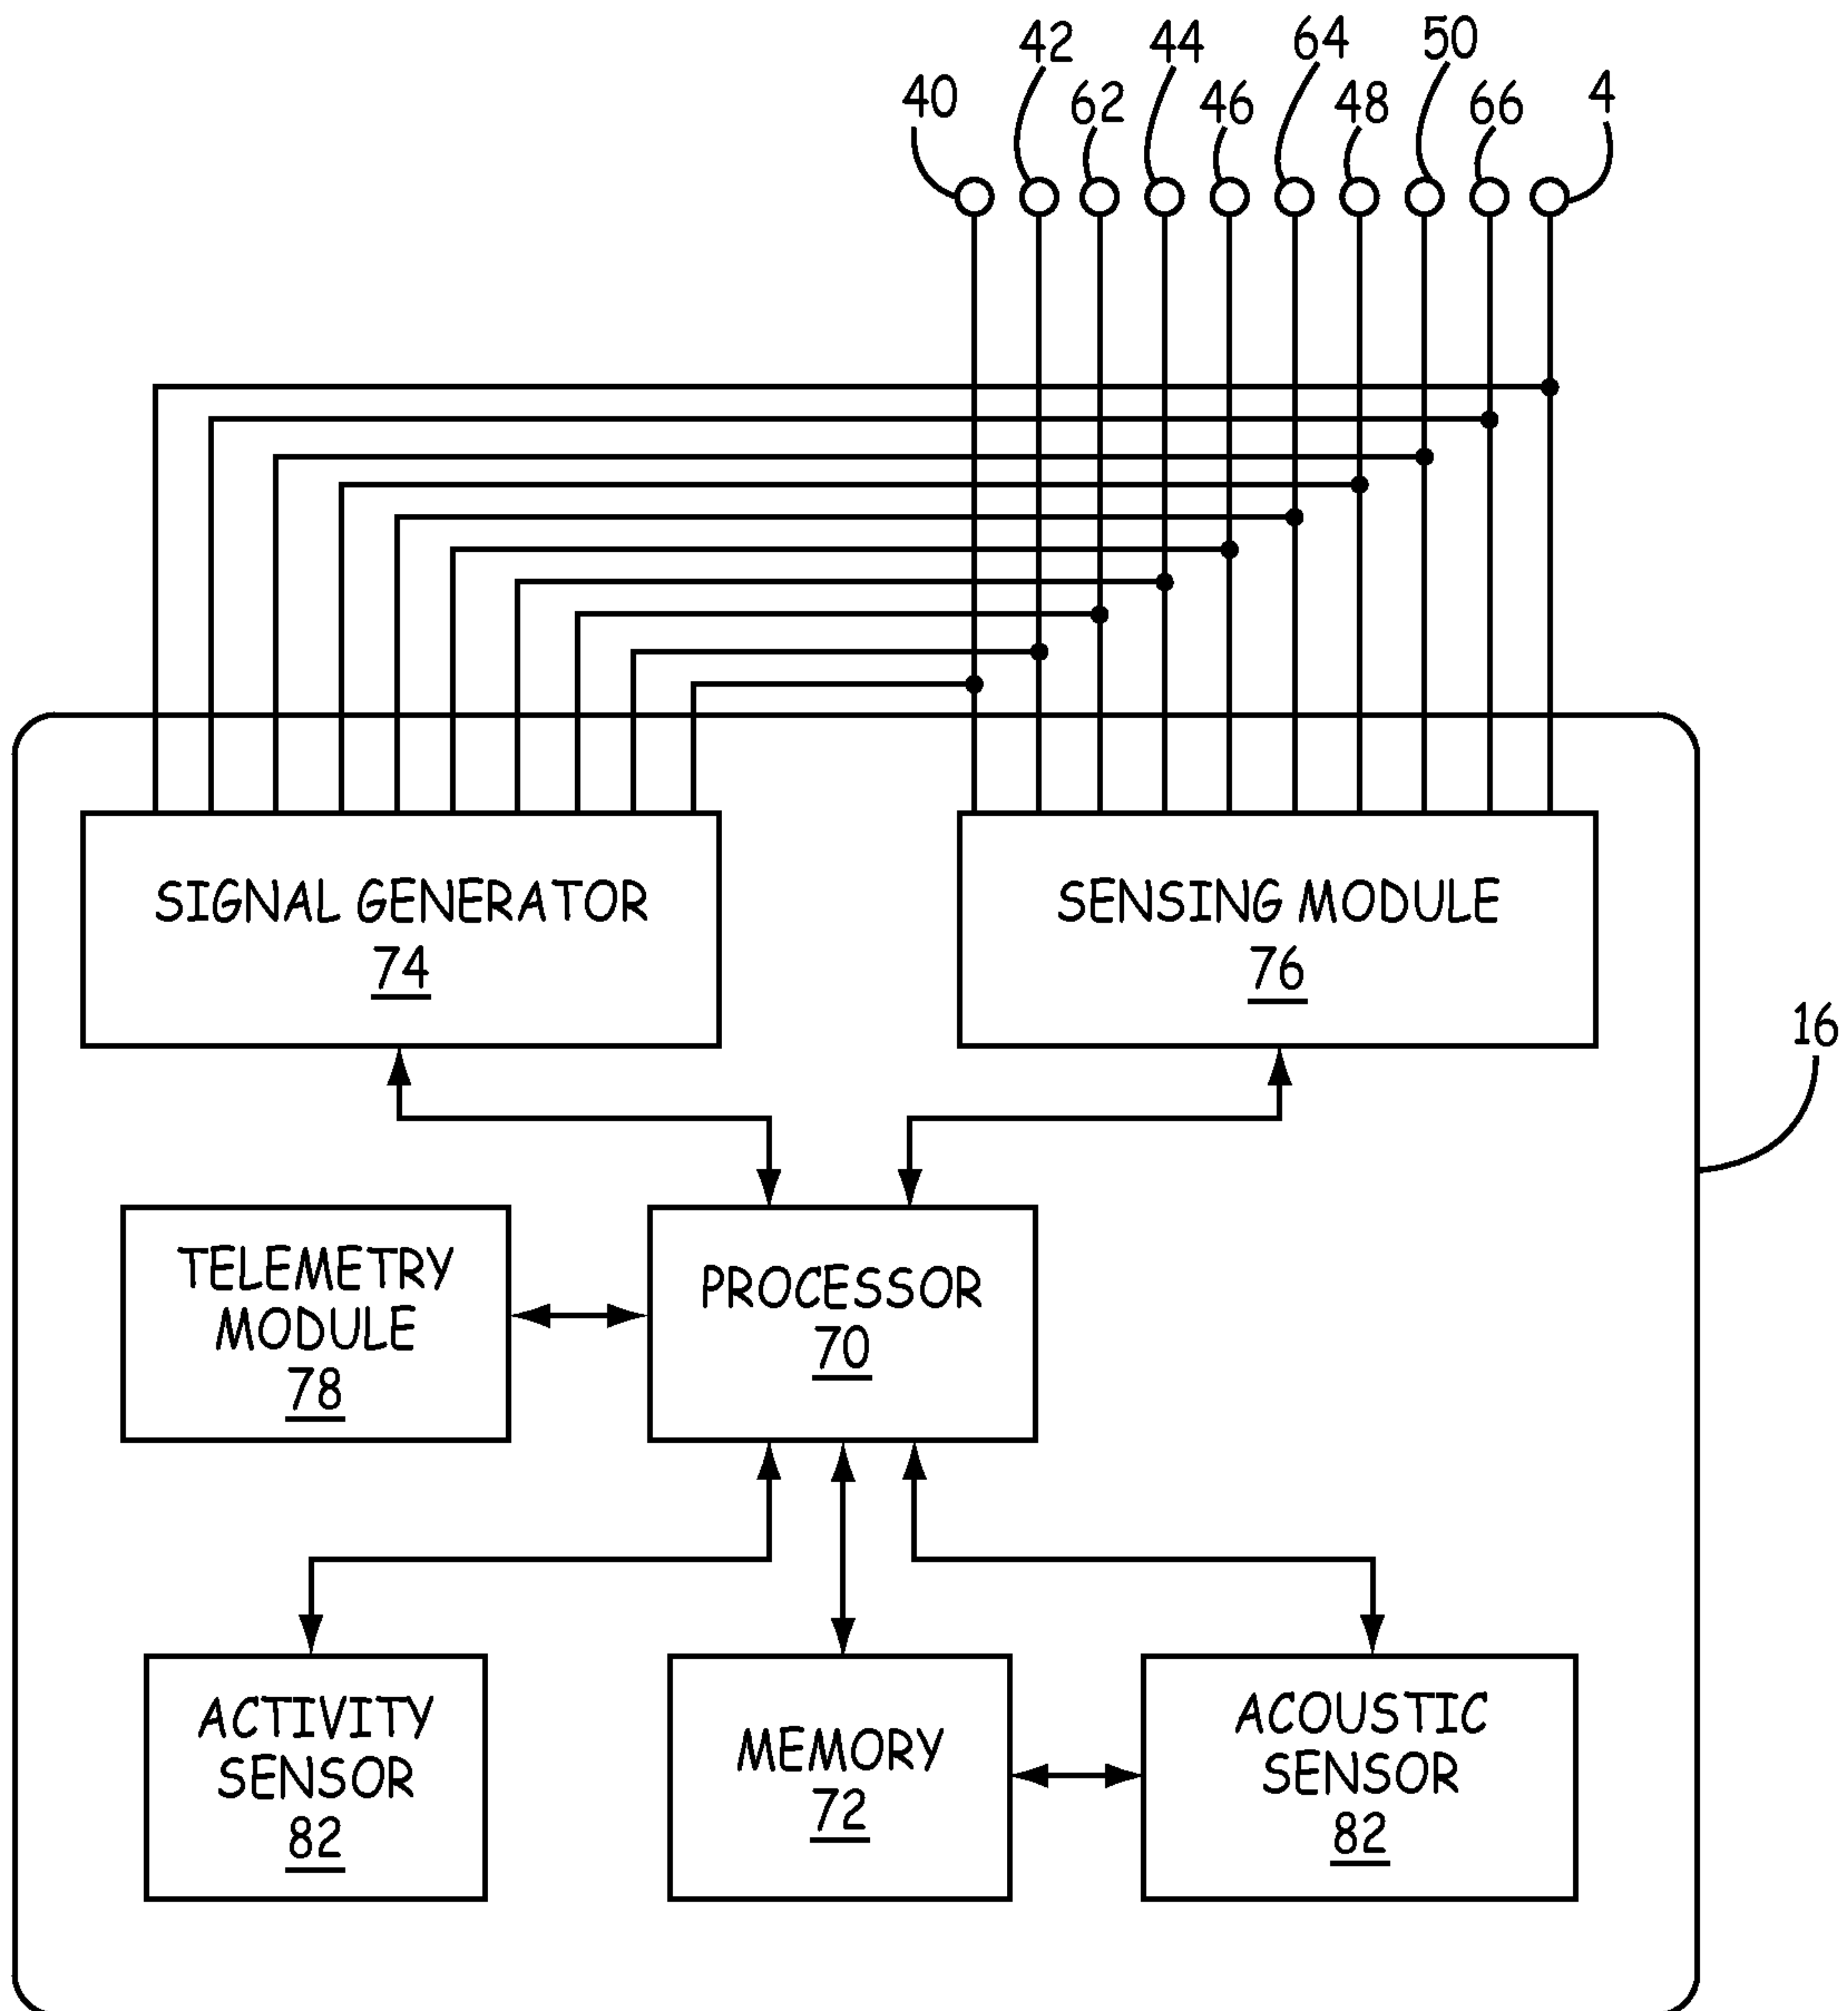 42 44 64 50
40 62 46 48 66 4
SIGNAL GENERATOR
74
SENSING MODULE
76
16
TELEMETRY
MODULE
78
PROCESSOR
70
ACTIVITY
SENSOR
82
MEMORY
72
ACOUSTIC
SENSOR
82